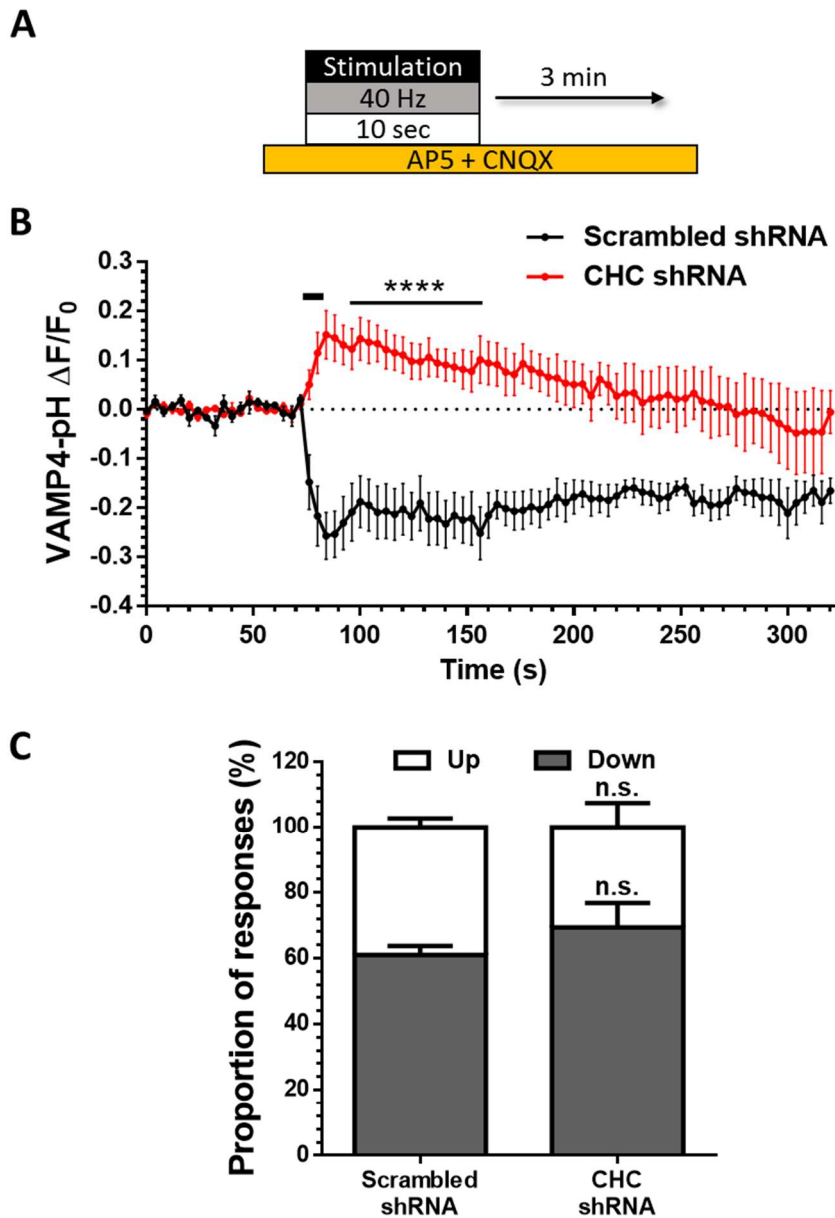 A
Stimulation
40 Hz
10 sec
3 min
AP5 + CNQX
B
Scrambled shRNA
CHC shRNA
****
VAMP4-pH ΔF/F₀
0.3
0.2
0.1
0.0
-0.1
-0.2
-0.3
-0.4
0 50 100 150 200 250 300
Time (s)
C
Up Down
Proportion of responses (%)
120
100
80
60
40
20
0
n.s.
n.s.
Scrambled shRNA
CHC shRNA